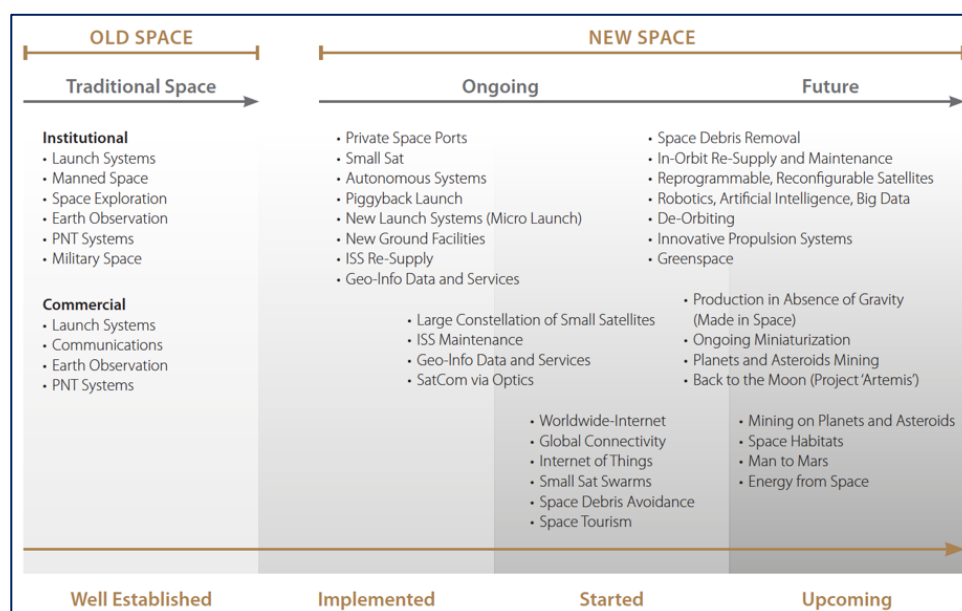 OLD SPACE
NEW SPACE
Traditional Space
Ongoing
Future
Institutional
• Launch Systems
• Manned Space
• Space Exploration
• Earth Observation
• PNT Systems
• Military Space
Commercial
• Launch Systems
• Communications
• Earth Observation
• PNT Systems
• Private Space Ports
• Small Sat
• Autonomous Systems
• Piggyback Launch
• New Launch Systems (Micro Launch)
• New Ground Facilities
• ISS Re-Supply
• Geo-Info Data and Services
• Large Constellation of Small Satellites
• ISS Maintenance
• Geo-Info Data and Services
• SatCom via Optics
• Worldwide-Internet
• Global Connectivity
• Internet of Things
• Small Sat Swarms
• Space Debris Avoidance
• Space Tourism
• Space Debris Removal
• In-Orbit Re-Supply and Maintenance
• Reprogrammable, Reconfigurable Satellites
• Robotics, Artificial Intelligence, Big Data
• De-Orbiting
• Innovative Propulsion Systems
• Greenspace
• Production in Absence of Gravity
(Made in Space)
• Ongoing Miniaturization
• Planets and Asteroids Mining
• Back to the Moon (Project ‘Artemis’)
• Mining on Planets and Asteroids
• Space Habitats
• Man to Mars
• Energy from Space
Well Established
Implemented
Started
Upcoming